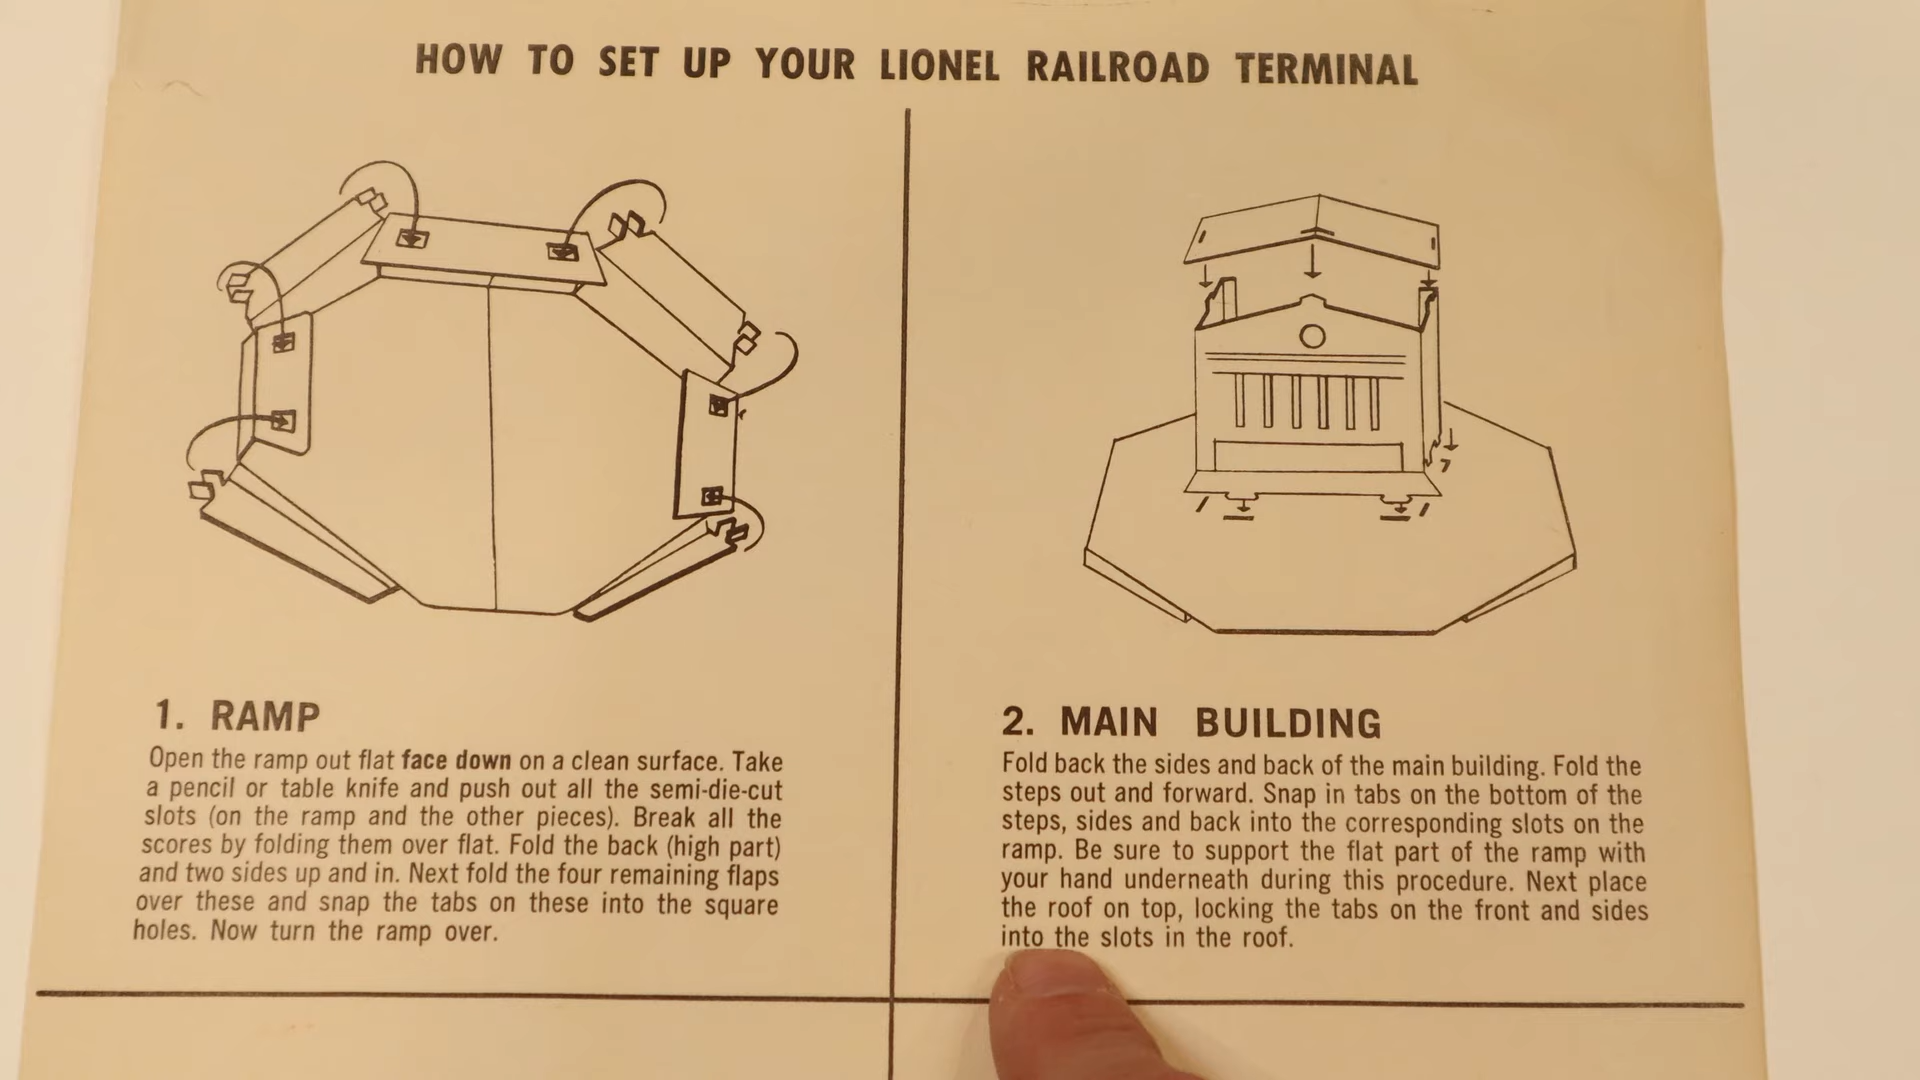 HOW TO SET UP YOUR LIONEL RAILROAD TERMINAL
1. RAMP
Open the ramp out flat face down on a clean surface. Take
a pencil or table knife and push out all the semi-die-cut
slots (on the ramp and the other pieces). Break all the
scores by folding them over flat. Fold the back (high part)
and two sides up and in. Next fold the four remaining flaps
over these and snap the tabs on these into the square
holes. Now turn the ramp over.
2. MAIN BUILDING
Fold back the sides and back of the main building. Fold the
steps out and forward. Snap in tabs on the bottom of the
steps, sides and back into the corresponding slots on the
ramp. Be sure to support the flat part of the ramp with
your hand underneath during this procedure. Next place
the roof on top, locking the tabs on the front and sides
into the slots in the roof.